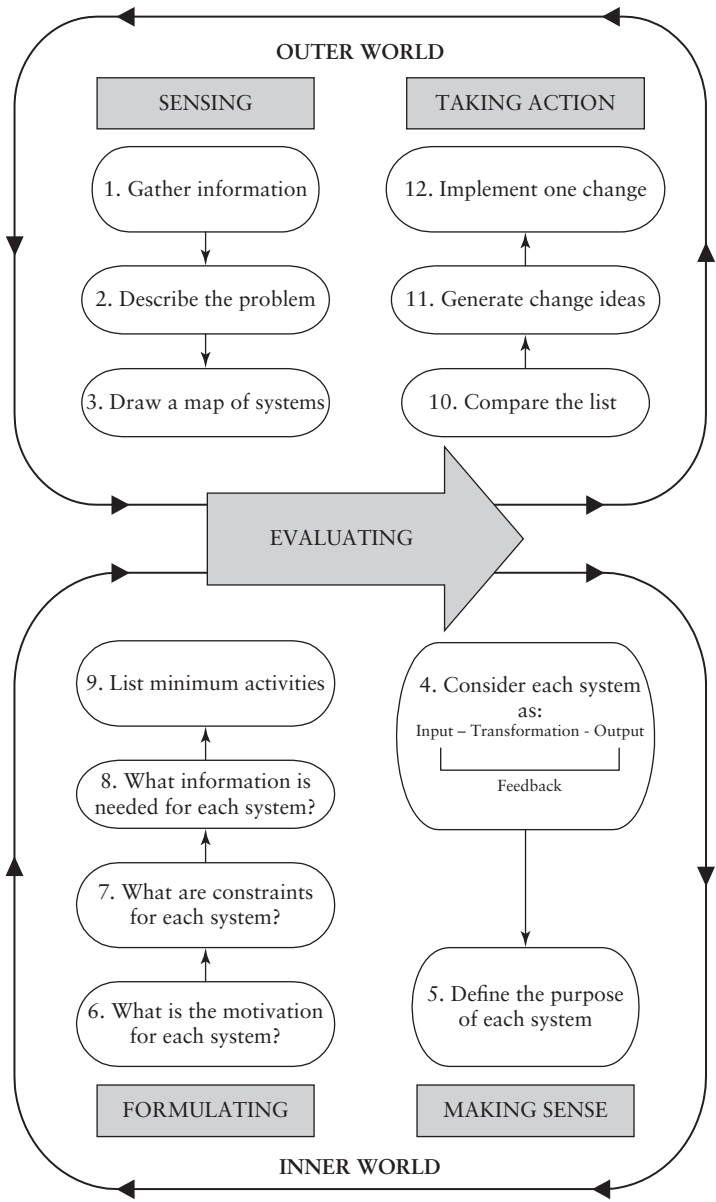 OUTER WORLD
SENSING
TAKING ACTION
1. Gather information
2. Describe the problem
3. Draw a map of systems
12. Implement one change
11. Generate change ideas
10. Compare the list
EVALUATING
9. List minimum activities
8. What information is
needed for each system?
7. What are constraints
for each system?
6. What is the motivation
for each system?
FORMULATING
4. Consider each system
as:
Input – Transformation - Output
Feedback
5. Define the purpose
of each system
MAKING SENSE
INNER WORLD